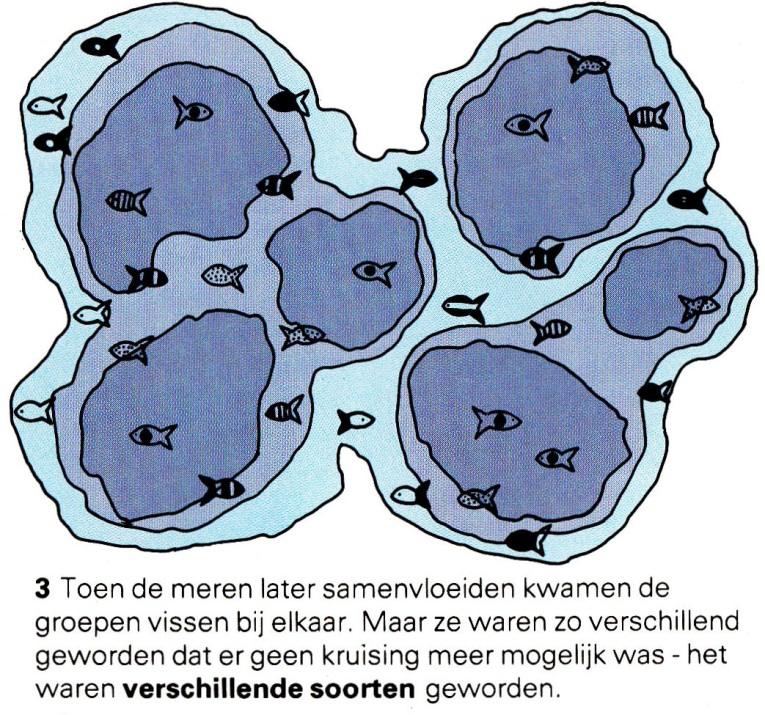 3 Toen de meren later samenvloeiden kwamen de
groepen vissen bij elkaar. Maar ze waren zo verschillend
geworden dat er geen kruising meer mogelijk was - het
waren verschillende soorten geworden.